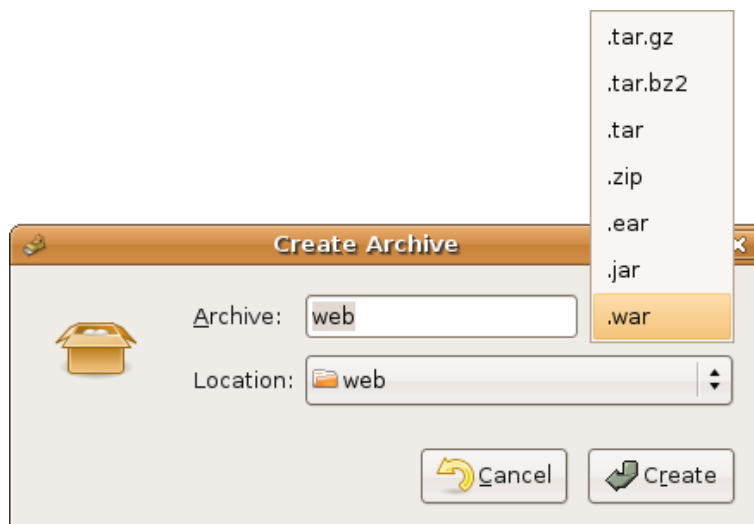 .tar.gz
.tar.bz2
.tar
.zip
.ear
.jar
.war
Create Archive
Archive: web
Location: web
Cancel Create